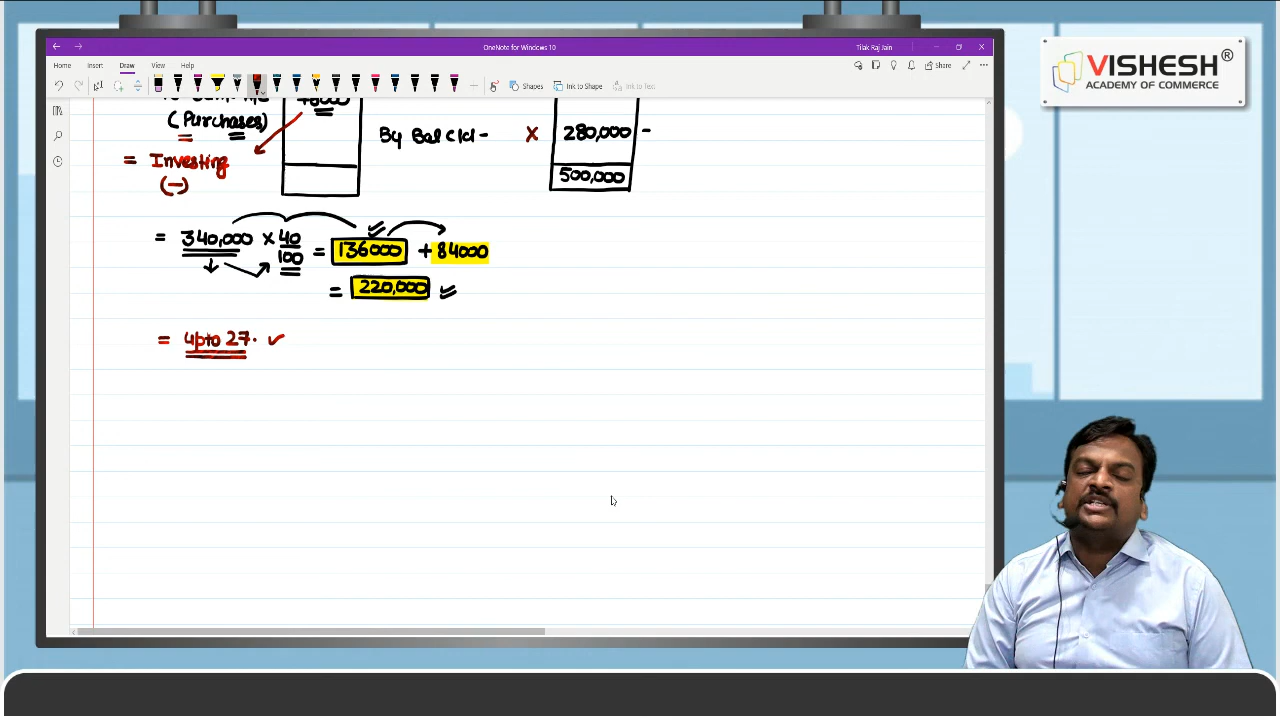 OneNote for Windows 10
Tilak Raj Jain
Home Insert Draw View Help
Share
Shapes
Ink to Shape
Ink to Text
VISHESH®
ACADEMY OF COMMERCE
(Purchases)
48000
By Bal c/d - X 280,000 -
= Investing
(-)
500,000
= 340,000 x 40/100 = 136000 + 84000
= 220,000
= upto 27.